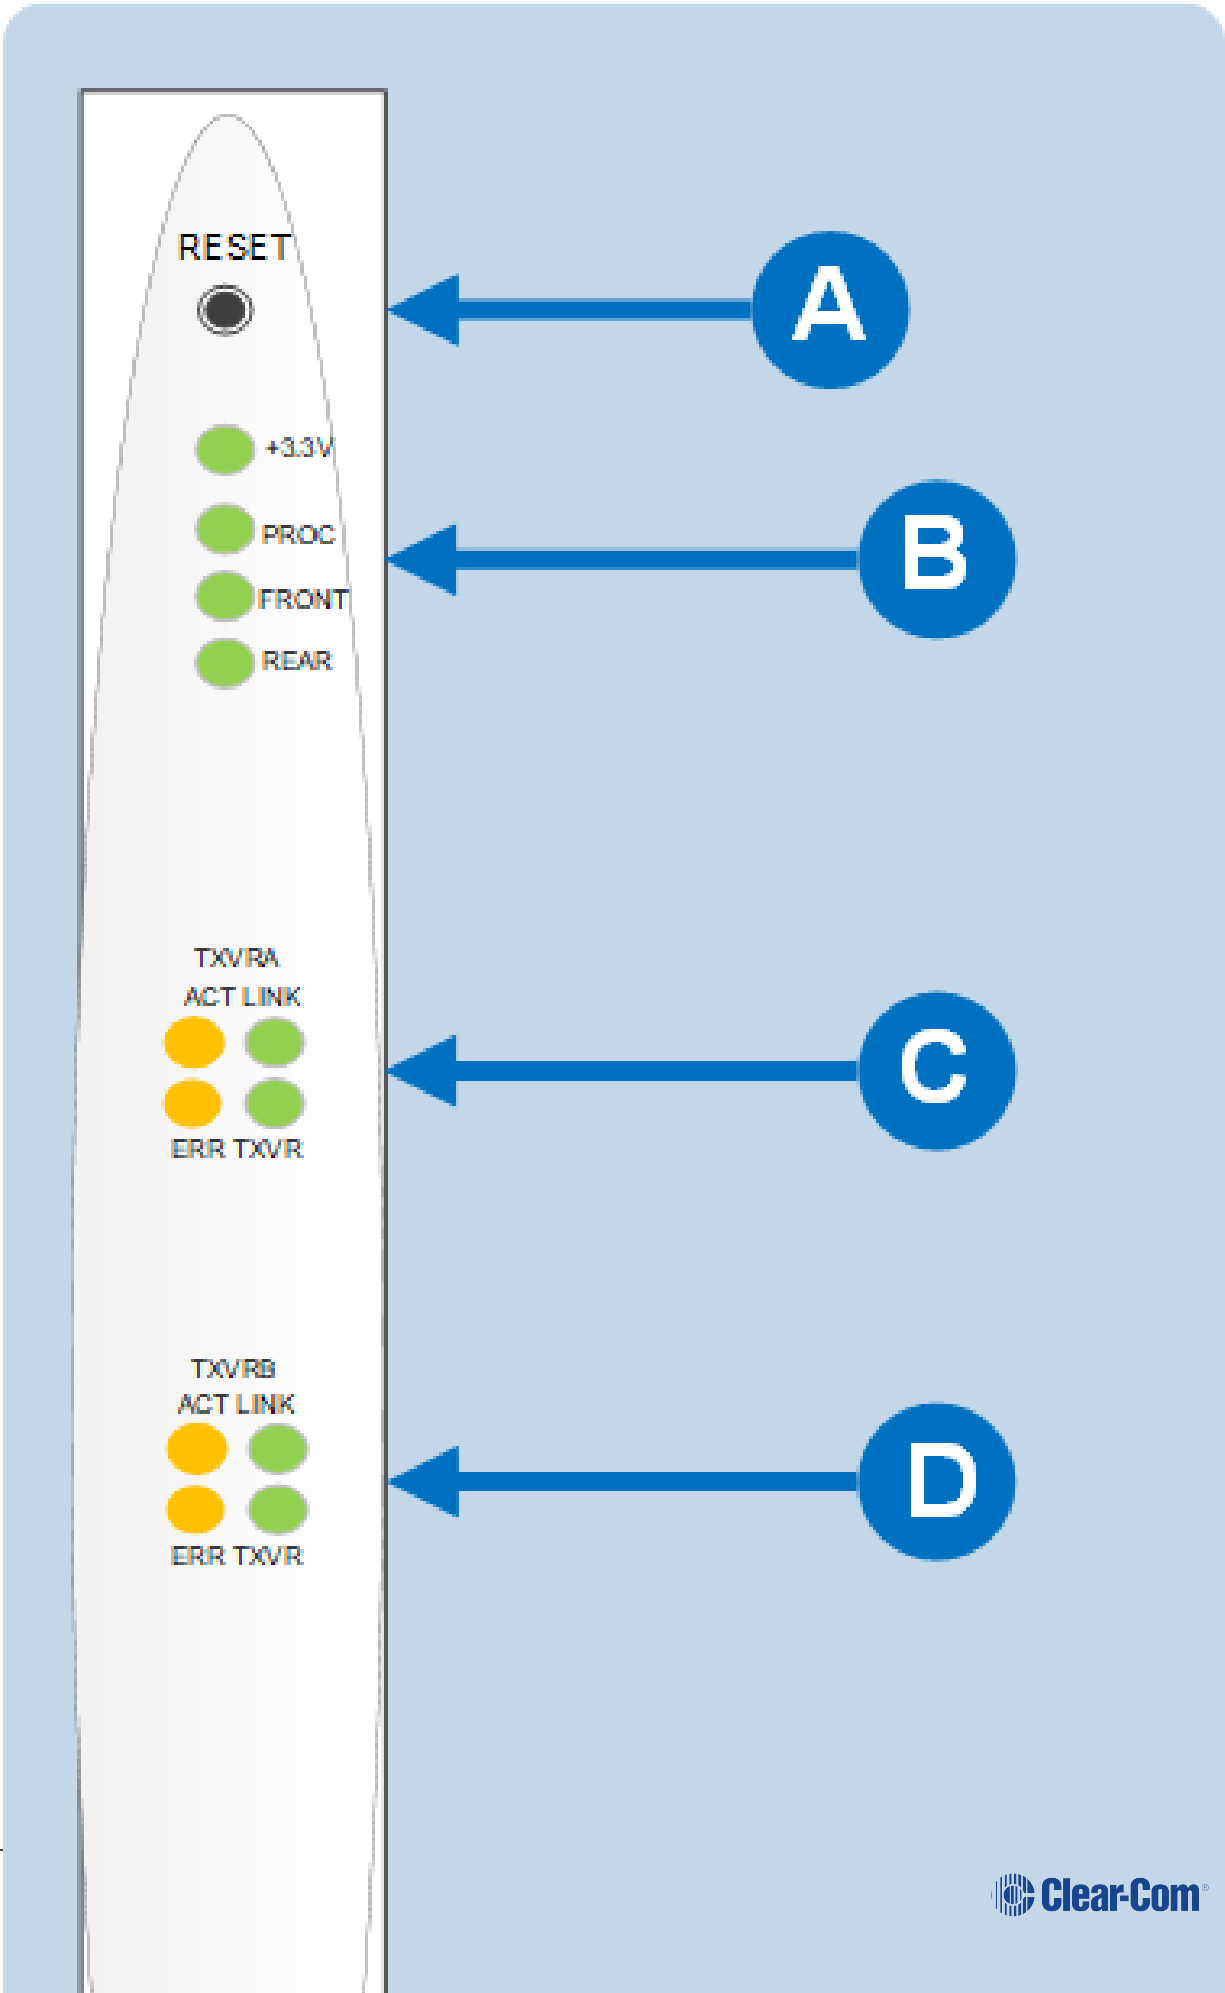 RESET
A
+3.3V
PROC
B
FRONT
REAR
TXVRA
ACT LINK
C
ERR TXVR
TXVRB
ACT LINK
D
ERR TXVR
Clear-Com®